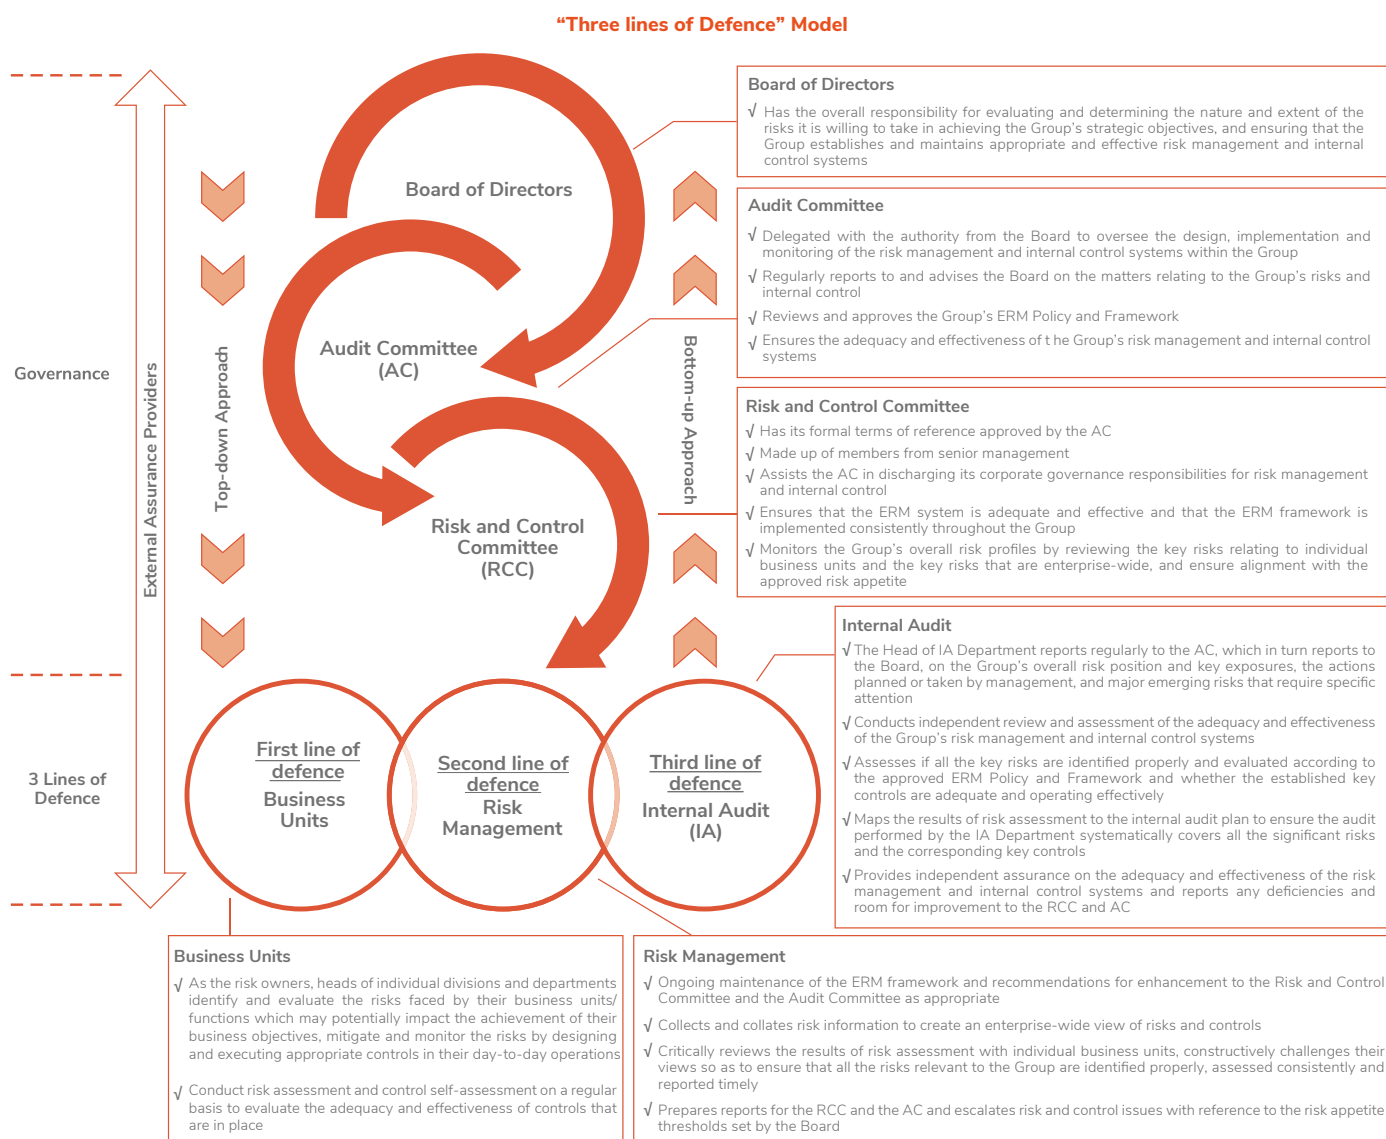 “Three lines of Defence” Model
Governance
3 Lines of
Defence
External Assurance Providers
Top-down Approach
Bottom-up Approach
Board of Directors
Audit Committee
(AC)
Risk and Control
Committee
(RCC)
First line of
defence
Business
Units
Second line of
defence
Risk
Management
Third line of
defence
Internal Audit
(IA)
Board of Directors
√ Has the overall responsibility for evaluating and determining the nature and extent of the
risks it is willing to take in achieving the Group’s strategic objectives, and ensuring that the
Group establishes and maintains appropriate and effective risk management and internal
control systems
Audit Committee
√ Delegated with the authority from the Board to oversee the design, implementation and
monitoring of the risk management and internal control systems within the Group
√ Regularly reports to and advises the Board on the matters relating to the Group’s risks and
internal control
√ Reviews and approves the Group’s ERM Policy and Framework
√ Ensures the adequacy and effectiveness of t he Group’s risk management and internal control
systems
Risk and Control Committee
√ Has its formal terms of reference approved by the AC
√ Made up of members from senior management
√ Assists the AC in discharging its corporate governance responsibilities for risk management
and internal control
√ Ensures that the ERM system is adequate and effective and that the ERM framework is
implemented consistently throughout the Group
√ Monitors the Group’s overall risk profiles by reviewing the key risks relating to individual
business units and the key risks that are enterprise-wide, and ensure alignment with the
approved risk appetite
Internal Audit
√ The Head of IA Department reports regularly to the AC, which in turn reports to
the Board, on the Group’s overall risk position and key exposures, the actions
planned or taken by management, and major emerging risks that require specific
attention
√ Conducts independent review and assessment of the adequacy and effectiveness
of the Group’s risk management and internal control systems
√ Assesses if all the key risks are identified properly and evaluated according to
the approved ERM Policy and Framework and whether the established key
controls are adequate and operating effectively
√ Maps the results of risk assessment to the internal audit plan to ensure the audit
performed by the IA Department systematically covers all the significant risks
and the corresponding key controls
√ Provides independent assurance on the adequacy and effectiveness of the risk
management and internal control systems and reports any deficiencies and
room for improvement to the RCC and AC
Business Units
√ As the risk owners, heads of individual divisions and departments
identify and evaluate the risks faced by their business units/
functions which may potentially impact the achievement of their
business objectives, mitigate and monitor the risks by designing
and executing appropriate controls in their day-to-day operations
√ Conduct risk assessment and control self-assessment on a regular
basis to evaluate the adequacy and effectiveness of controls that
are in place
Risk Management
√ Ongoing maintenance of the ERM framework and recommendations for enhancement to the Risk and Control
Committee and the Audit Committee as appropriate
√ Collects and collates risk information to create an enterprise-wide view of risks and controls
√ Critically reviews the results of risk assessment with individual business units, constructively challenges their
views so as to ensure that all the risks relevant to the Group are identified properly, assessed consistently and
reported timely
√ Prepares reports for the RCC and the AC and escalates risk and control issues with reference to the risk appetite
thresholds set by the Board